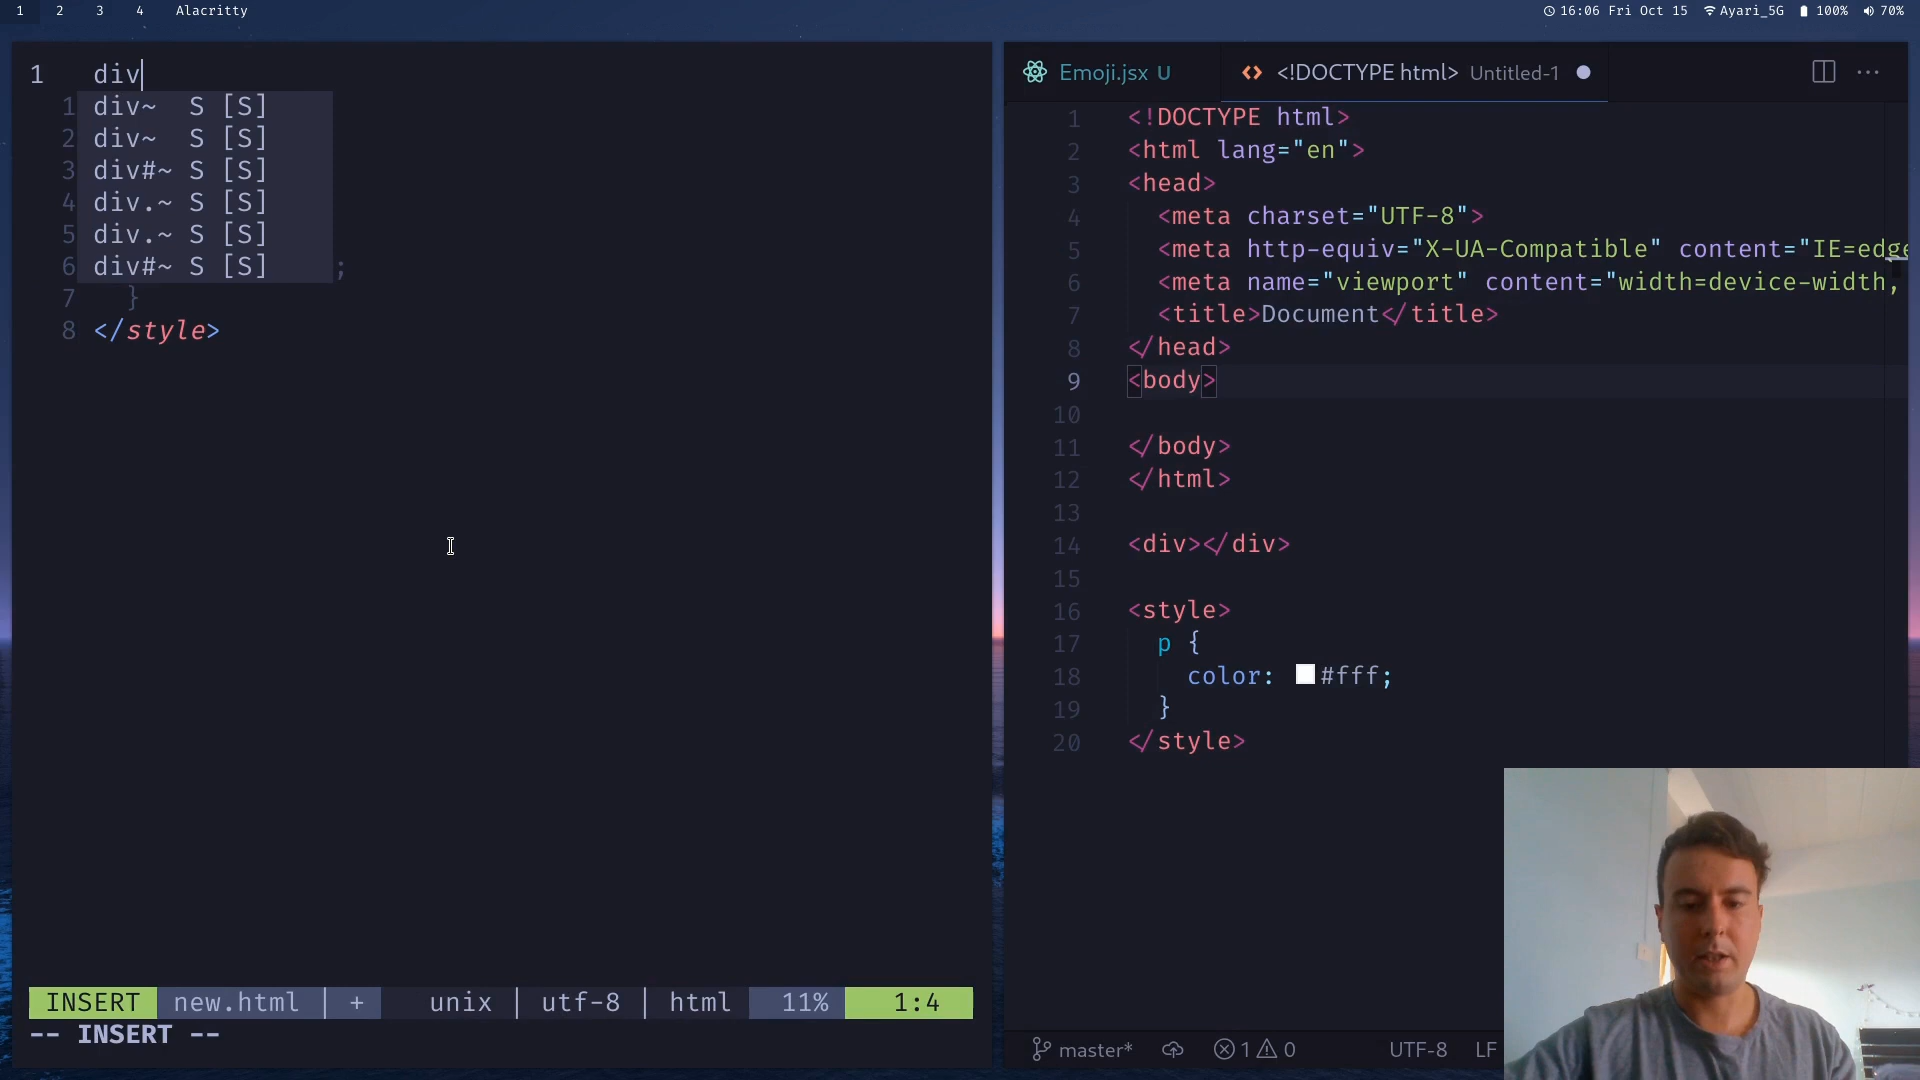 1 2 3 4 Alacritty
16:06 Fri Oct 15 Ayari_5G 100% 70%
1 div
1 div~ S [S]
2 div~ S [S]
3 div#~ S [S]
4 div.~ S [S]
5 div.~ S [S]
6 div#~ S [S] ;
7 }
8 </style>
INSERT new.html | + unix | utf-8 | html 11% 1:4
-- INSERT --
Emoji.jsx U <!DOCTYPE html> Untitled-1
1 <!DOCTYPE html>
2 <html lang="en">
3 <head>
4 <meta charset="UTF-8">
5 <meta http-equiv="X-UA-Compatible" content="IE=edge
6 <meta name="viewport" content="width=device-width,
7 <title>Document</title>
8 </head>
9 <body>
10
11 </body>
12 </html>
13
14 <div></div>
15
16 <style>
17 p {
18 color: #fff;
19 }
20 </style>
master* 1 0 UTF-8 LF